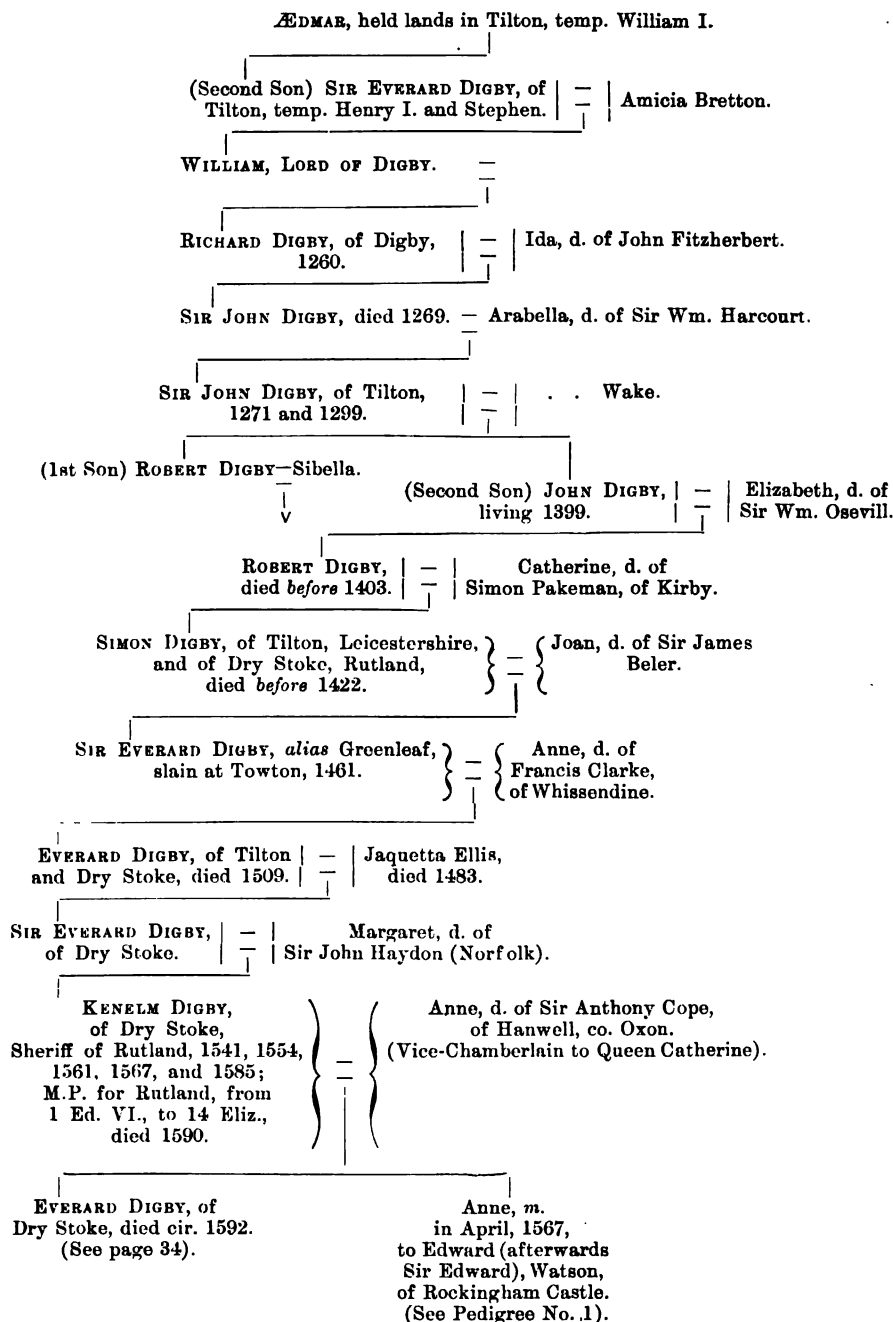 ÆDMAR, held lands in Tilton, temp. William I.
(Second Son) SIR EVERARD DIGBY, of
Tilton, temp. Henry I. and Stephen.
Amicia Bretton.
WILLIAM, LORD OF DIGBY.
RICHARD DIGBY, of Digby,
1260.
Ida, d. of John Fitzherbert.
SIR JOHN DIGBY, died 1269. = Arabella, d. of Sir Wm. Harcourt.
SIR JOHN DIGBY, of Tilton,
1271 and 1299.
. . Wake.
(1st Son) ROBERT DIGBY=Sibella.
(Second Son) JOHN DIGBY,
living 1399.
Elizabeth, d. of
Sir Wm. Osevill.
ROBERT DIGBY,
died before 1403.
Catherine, d. of
Simon Pakeman, of Kirby.
SIMON DIGBY, of Tilton, Leicestershire,
and of Dry Stoke, Rutland,
died before 1422.
Joan, d. of Sir James
Beler.
SIR EVERARD DIGBY, alias Greenleaf,
slain at Towton, 1461.
Anne, d. of
Francis Clarke,
of Whissendine.
EVERARD DIGBY, of Tilton
and Dry Stoke, died 1509.
Jaquetta Ellis,
died 1483.
SIR EVERARD DIGBY,
of Dry Stoke.
Margaret, d. of
Sir John Haydon (Norfolk).
KENELM DIGBY,
of Dry Stoke,
Sheriff of Rutland, 1541, 1554,
1561, 1567, and 1585;
M.P. for Rutland, from
1 Ed. VI., to 14 Eliz.,
died 1590.
Anne, d. of Sir Anthony Cope,
of Hanwell, co. Oxon.
(Vice-Chamberlain to Queen Catherine).
EVERARD DIGBY, of
Dry Stoke, died cir. 1592.
(See page 34).
Anne, m.
in April, 1567,
to Edward (afterwards
Sir Edward), Watson,
of Rockingham Castle.
(See Pedigree No. 1).